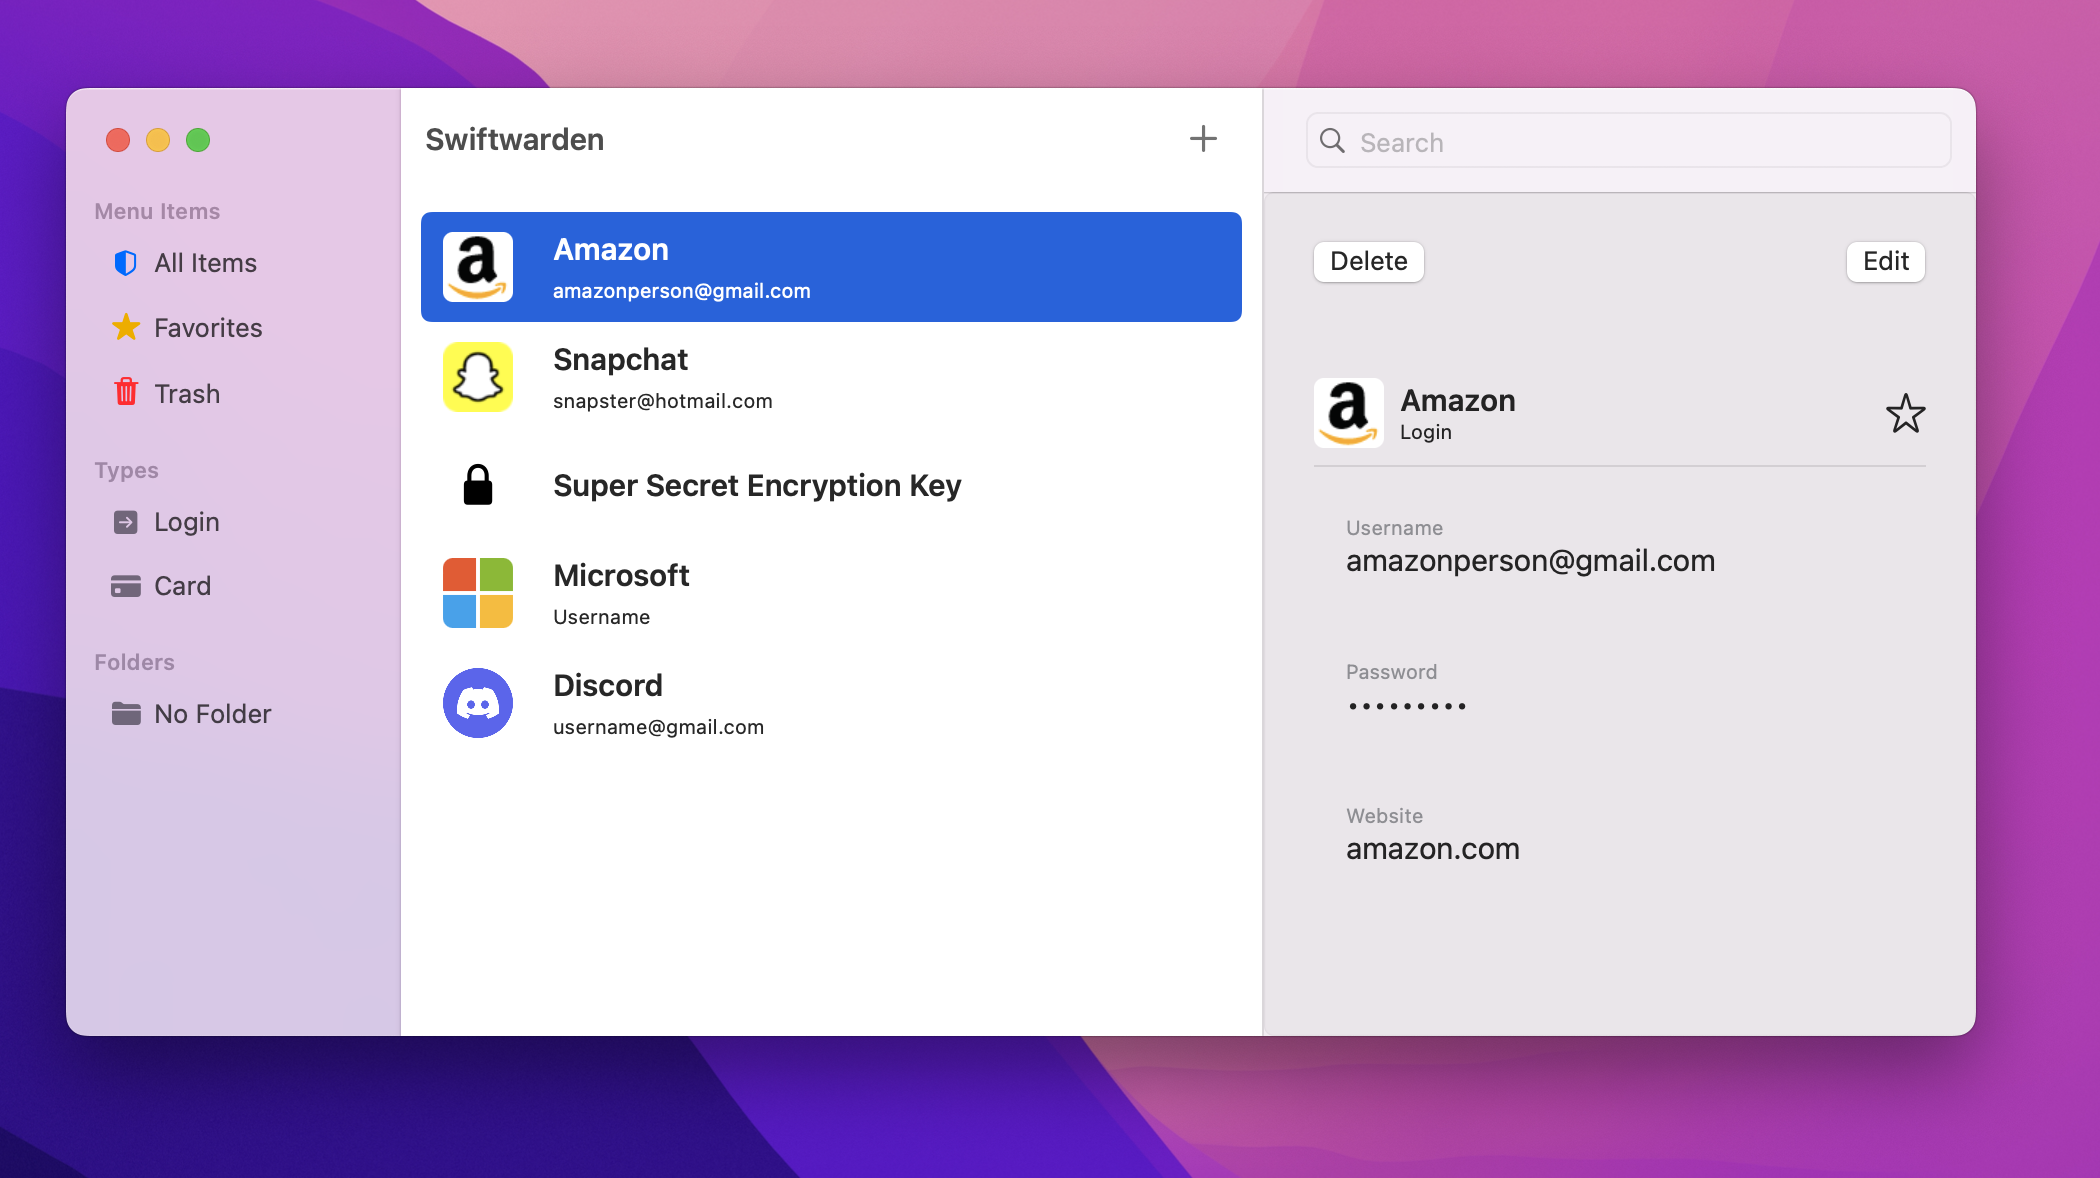 Menu Items
All Items
Favorites
Trash
Types
Login
Card
Folders
No Folder
Swiftwarden
Amazon
amazonperson@gmail.com
Snapchat
snapster@hotmail.com
Super Secret Encryption Key
Microsoft
Username
Discord
username@gmail.com
Search
Delete
Edit
Amazon
Login
Username
amazonperson@gmail.com
Password
•••••••••
Website
amazon.com